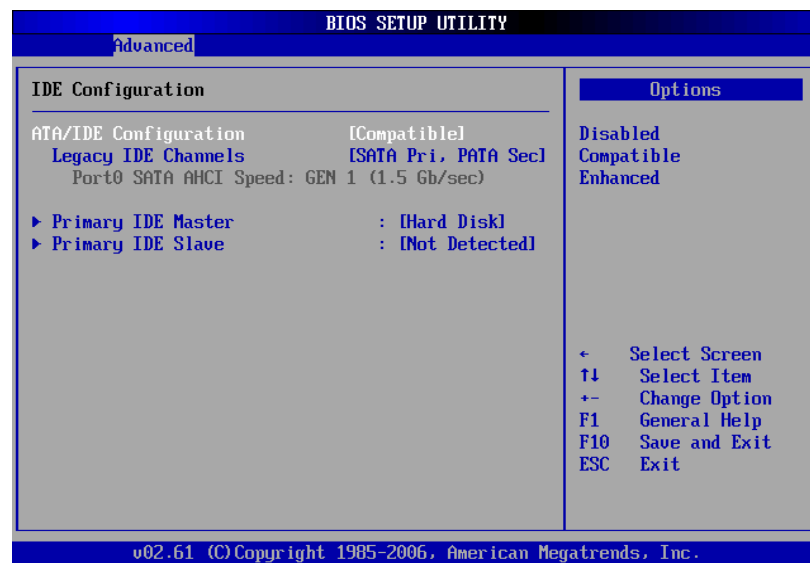 BIOS SETUP UTILITY
Advanced
IDE Configuration
ATA/IDE Configuration [Compatible]
Legacy IDE Channels [SATA Pri, PATA Sec]
Port0 SATA AHCI Speed: GEN 1 (1.5 Gb/sec)
▶ Primary IDE Master : [Hard Disk]
▶ Primary IDE Slave : [Not Detected]
Options
Disabled
Compatible
Enhanced
← Select Screen
↑↓ Select Item
+- Change Option
F1 General Help
F10 Save and Exit
ESC Exit
v02.61 (C)Copyright 1985-2006, American Megatrends, Inc.